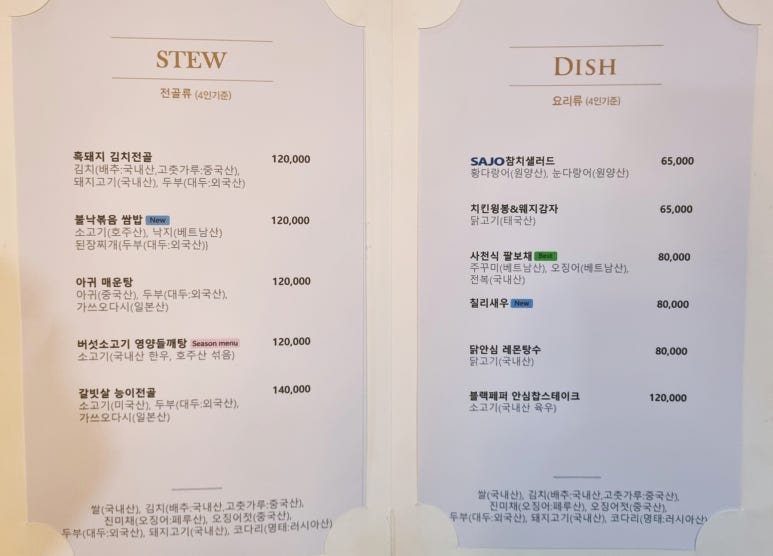 STEW
전골류 (4인기준)
흑돼지 김치전골 120,000
김치(배추:국내산,고춧가루:중국산),
돼지고기(국내산), 두부(대두:외국산)
불낙볶음 쌈밥 New 120,000
소고기(호주산), 낙지(베트남산)
된장찌개{두부(대두:외국산)}
아귀 매운탕 120,000
아귀(중국산), 두부(대두:외국산),
가쓰오다시(일본산)
버섯소고기 영양들깨탕 Season menu 120,000
소고기(국내산 한우, 호주산 섞음)
갈빗살 능이전골 140,000
소고기(미국산), 두부(대두:외국산),
가쓰오다시(일본산)
쌀(국내산), 김치(배추:국내산,고춧가루:중국산),
진미채(오징어:페루산), 오징어젓(중국산),
두부(대두:외국산), 돼지고기(국내산), 코다리(명태:러시아산)
DISH
요리류 (4인기준)
SAJO참치샐러드 65,000
황다랑어(원양산), 눈다랑어(원양산)
치킨윙봉&웨지감자 65,000
닭고기(태국산)
사천식 팔보채 Best 80,000
주꾸미(베트남산), 오징어(베트남산),
전복(국내산)
칠리새우 New 80,000
닭안심 레몬탕수 80,000
닭고기(국내산)
블랙페퍼 안심찹스테이크 120,000
소고기(국내산 육우)
쌀(국내산), 김치(배추:국내산,고춧가루:중국산),
진미채(오징어:페루산), 오징어젓(중국산),
두부(대두:외국산), 돼지고기(국내산), 코다리(명태:러시아산)